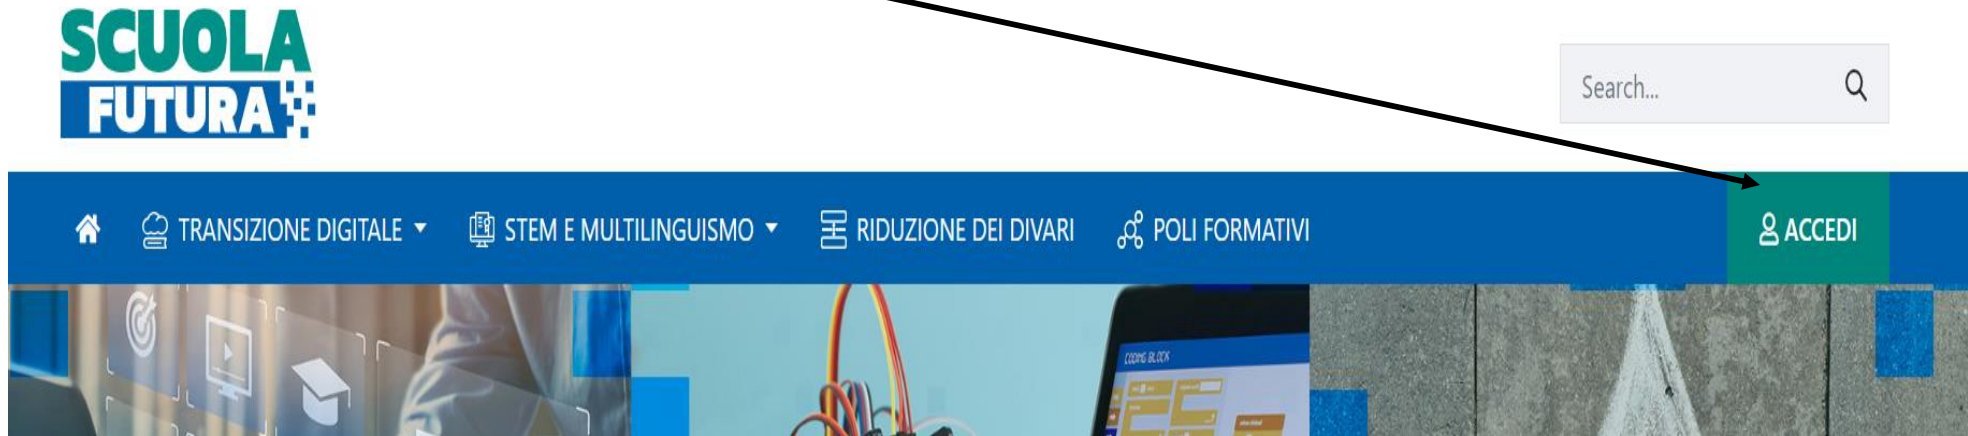 SCUOLA
FUTURA
Search...
TRANSIZIONE DIGITALE STEM E MULTILINGUISMO RIDUZIONE DEI DIVARI POLI FORMATIVI ACCEDI
CODING BLOCK